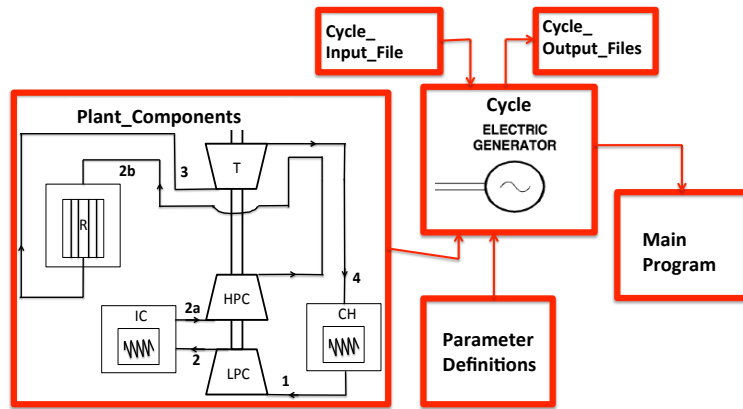 Cycle_
Input_File
Cycle_
Output_Files
Plant_Components
Cycle
ELECTRIC
GENERATOR
T
3
2b
R
4
HPC
2a
IC
CH
2
LPC
1
Main
Program
Parameter
Definitions